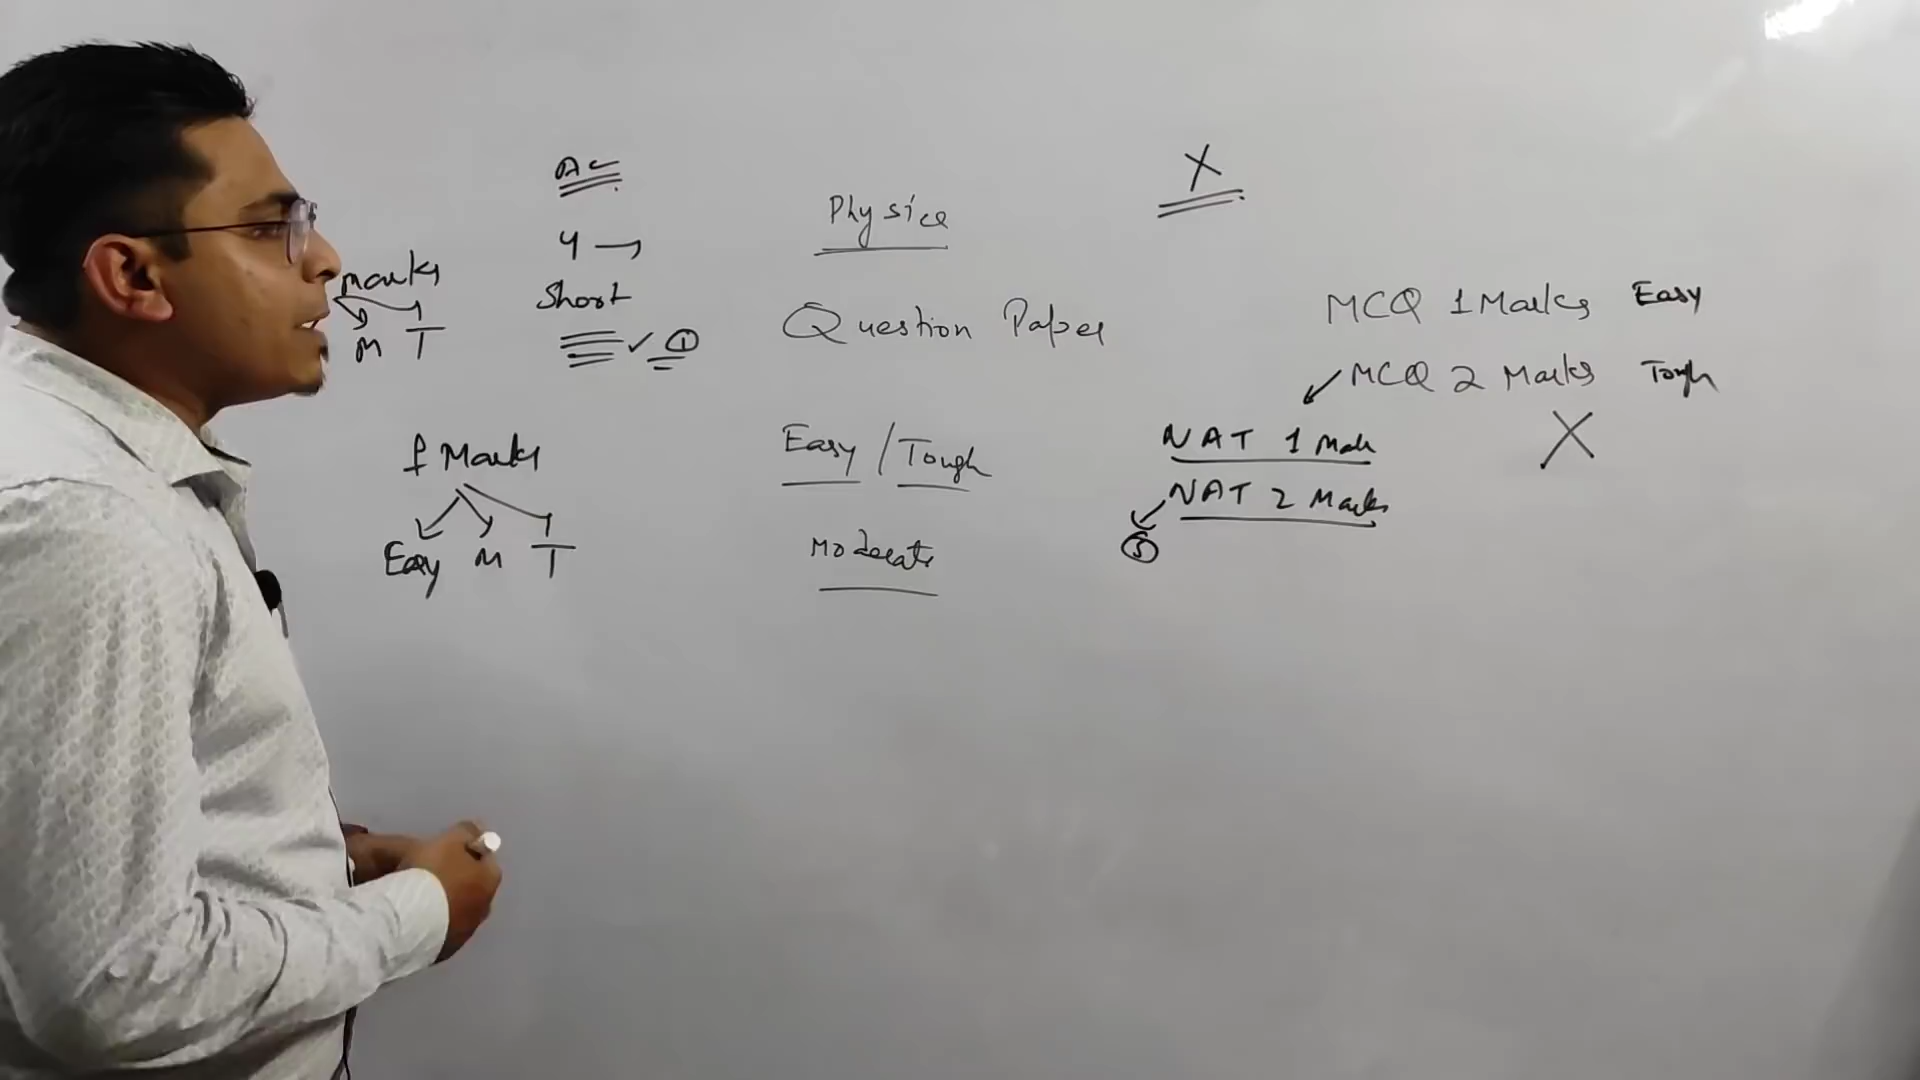 marks
M T
Ac
4
Short
1
Marks
Easy M T
Physics
Question Paper
Easy / Tough
Moderate
X
MCQ 1 Marks Easy
MCQ 2 Marks Tough
X
NAT 1 Mark
NAT 2 Marks